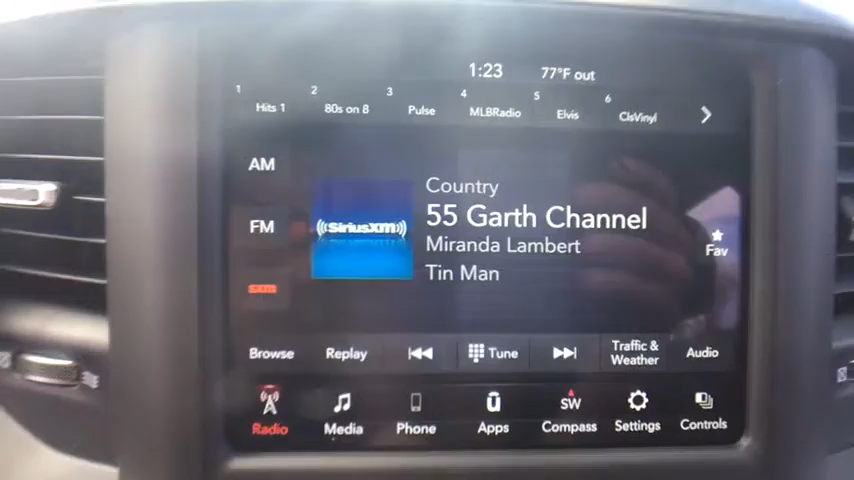 1:23 77°F out
1 2 3 4 5 6
Hits 1 80s on 8 Pulse MLBRadio Elvis ClsVinyl
AM
FM
SXM
SiriusXM
Country
55 Garth Channel
Miranda Lambert
Tin Man
Fav
Browse Replay Tune Traffic & Weather Audio
SW
Radio Media Phone Apps Compass Settings Controls